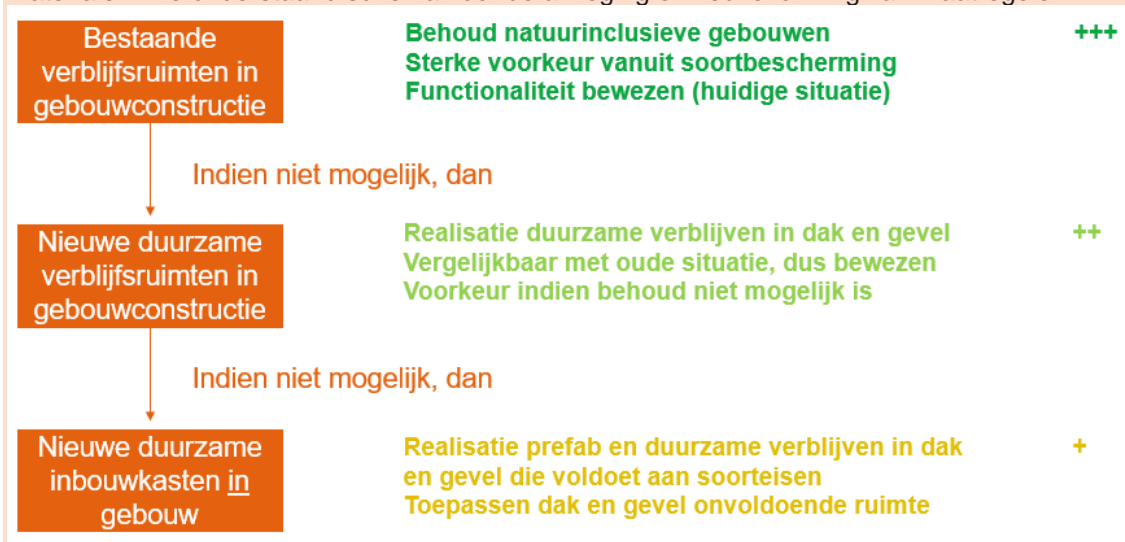 Bestaande
verblijfsruimten in
gebouwconstructie
Behoud natuurinclusieve gebouwen
Sterke voorkeur vanuit soortbescherming
Functionaliteit bewezen (huidige situatie)
+++
Indien niet mogelijk, dan
Nieuwe duurzame
verblijfsruimten in
gebouwconstructie
Realisatie duurzame verblijven in dak en gevel
Vergelijkbaar met oude situatie, dus bewezen
Voorkeur indien behoud niet mogelijk is
++
Indien niet mogelijk, dan
Nieuwe duurzame
inbouwkasten in
gebouw
Realisatie prefab en duurzame verblijven in dak
en gevel die voldoet aan soorteisen
Toepassen dak en gevel onvoldoende ruimte
+